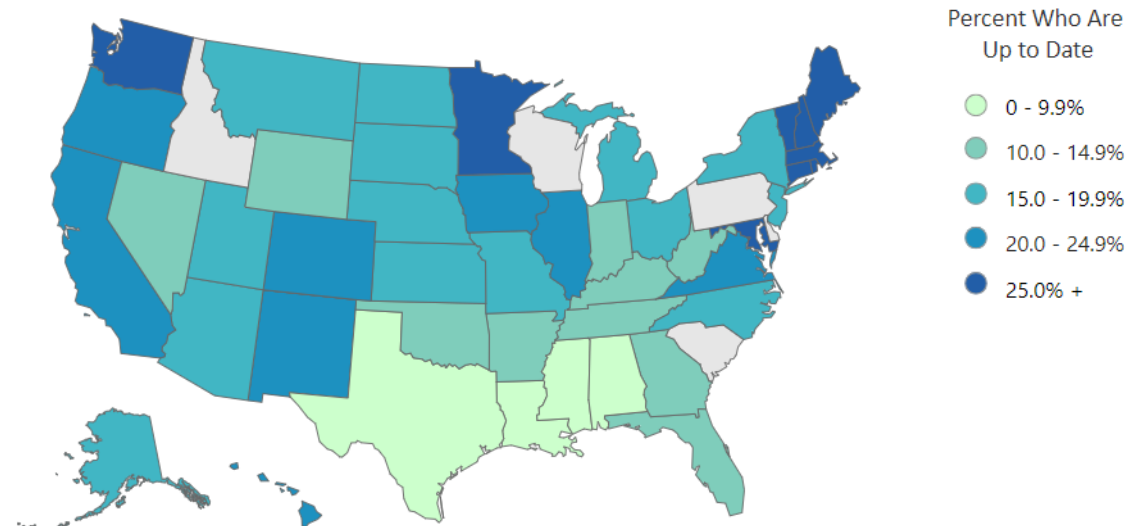 Percent Who Are
Up to Date
0 - 9.9%
10.0 - 14.9%
15.0 - 19.9%
20.0 - 24.9%
25.0% +